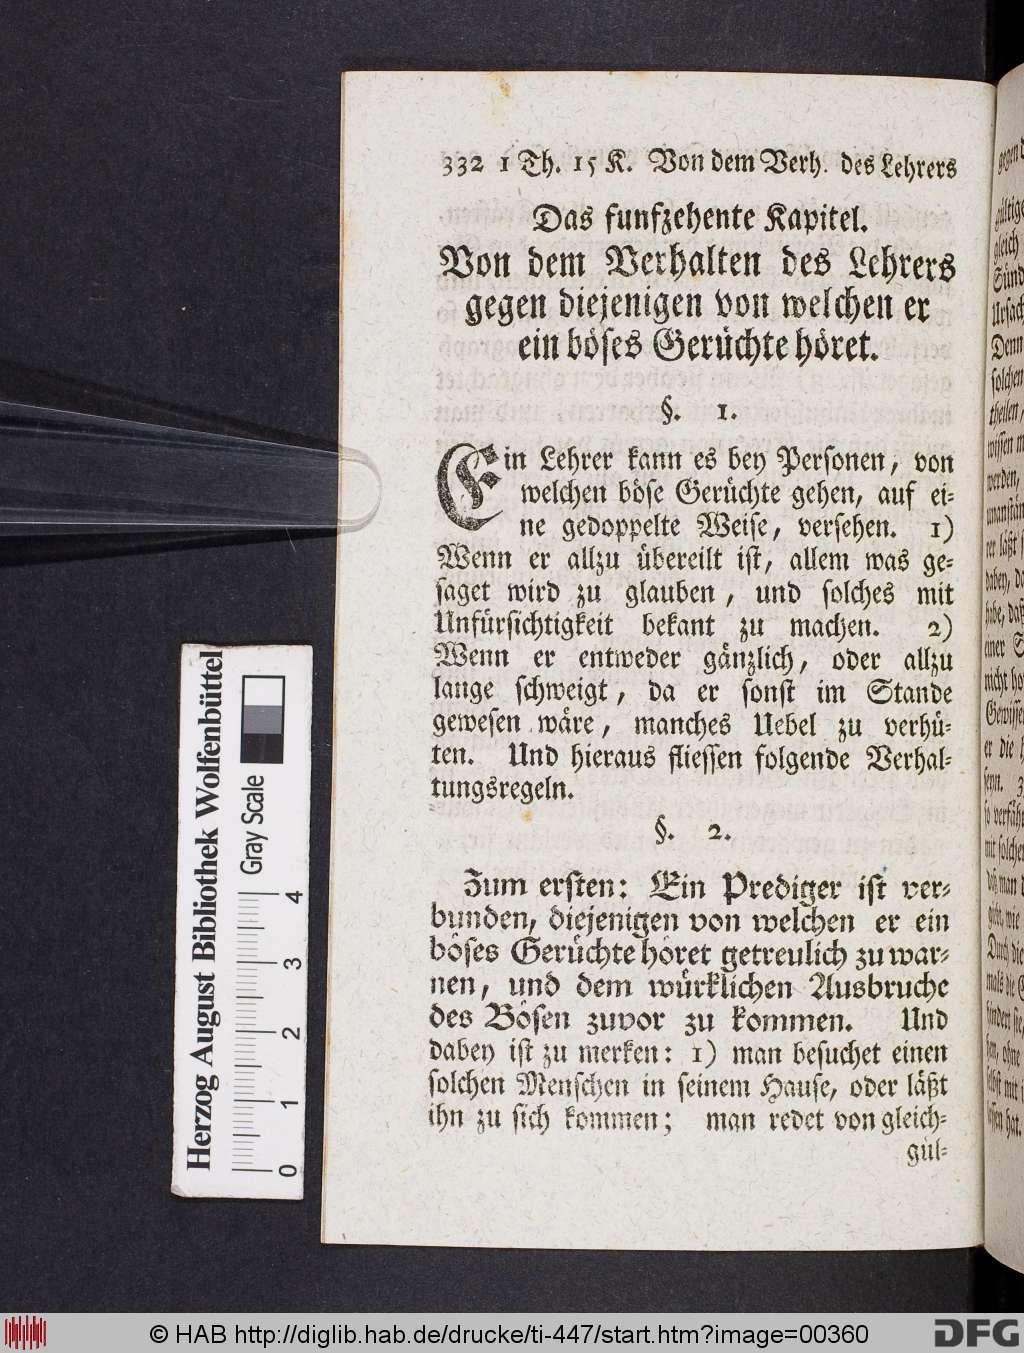 332 1 Th. 15 K. Von dem Verh. des Lehrers
Das funfzehente Kapitel.
Von dem Verhalten des Lehrers
gegen diejenigen von welchen er
ein böses Gerüchte höret.
§. 1.
Ein Lehrer kann es bey Personen, von
welchen böse Gerüchte gehen, auf ei=
ne gedoppelte Weise, versehen. 1)
Wenn er allzu übereilt ist, allem was ge=
saget wird zu glauben, und solches mit
Unfürsichtigkeit bekant zu machen. 2)
Wenn er entweder gänzlich, oder allzu
lange schweigt, da er sonst im Stande
gewesen wäre, manches Uebel zu verhü=
ten. Und hieraus fliessen folgende Verhal=
tungsregeln.
§. 2.
Zum ersten: Ein Prediger ist ver=
bunden, diejenigen von welchen er ein
böses Gerüchte höret getreulich zu war=
nen, und dem würklichen Ausbruche
des Bösen zuvor zu kommen. Und
dabey ist zu merken: 1) man besuchet einen
solchen Menschen in seinem Hause, oder läßt
ihn zu sich kommen; man redet von gleich=
gül=
Herzog August Bibliothek Wolfenbüttel
Gray Scale
0 1 2 3 4
© HAB http://diglib.hab.de/drucke/ti-447/start.htm?image=00360
DFG